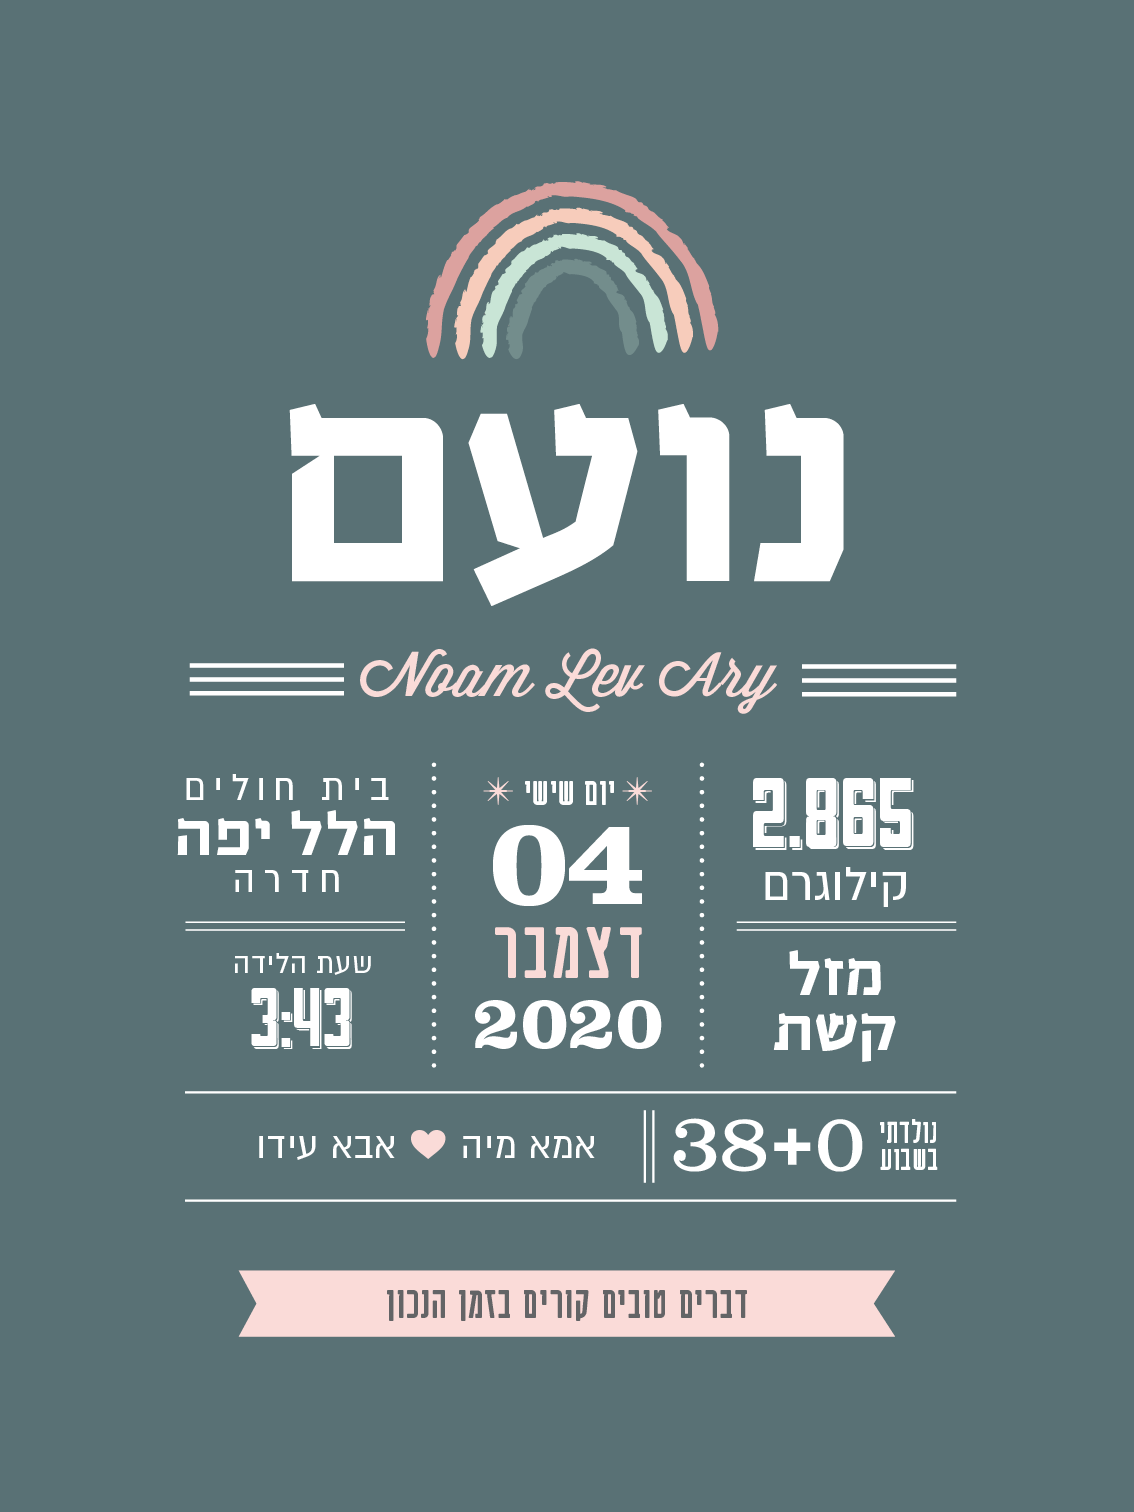 נועם
Noam Lev Ary
2.865
קילוגרם
מזל
קשת
יום שישי
04
דצמבר
2020
בית חולים
הלל יפה
חדרה
שעת הלידה
3:43
נולדתי
בשבוע
38+0
אמא מיה ♥ אבא עידו
דברים טובים קורים בזמן הנכון